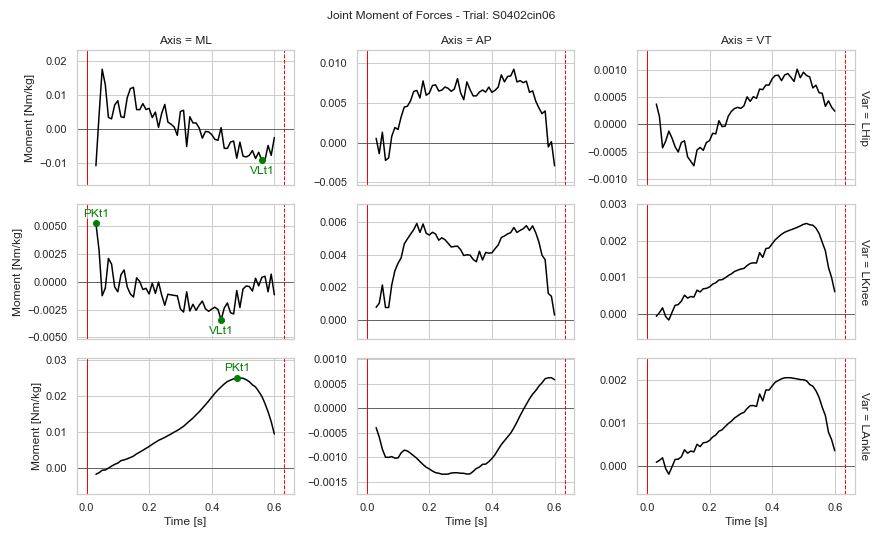 Joint Moment of Forces - Trial: S0402cin06
Axis = ML
Axis = AP
Axis = VT
0.02
0.01
0.00
−0.01
Moment [Nm/kg]
VLt1
0.010
0.005
0.000
−0.005
0.0010
0.0005
0.0000
−0.0005
−0.0010
Var = LHip
0.0050
0.0025
0.0000
−0.0025
−0.0050
Moment [Nm/kg]
PKt1
VLt1
0.006
0.004
0.002
0.000
0.003
0.002
0.001
0.000
Var = LKnee
0.03
0.02
0.01
0.00
Moment [Nm/kg]
PKt1
0.0 0.2 0.4 0.6
Time [s]
0.0010
0.0005
0.0000
−0.0005
−0.0010
−0.0015
0.0 0.2 0.4 0.6
Time [s]
0.002
0.001
0.000
0.0 0.2 0.4 0.6
Time [s]
Var = LAnkle